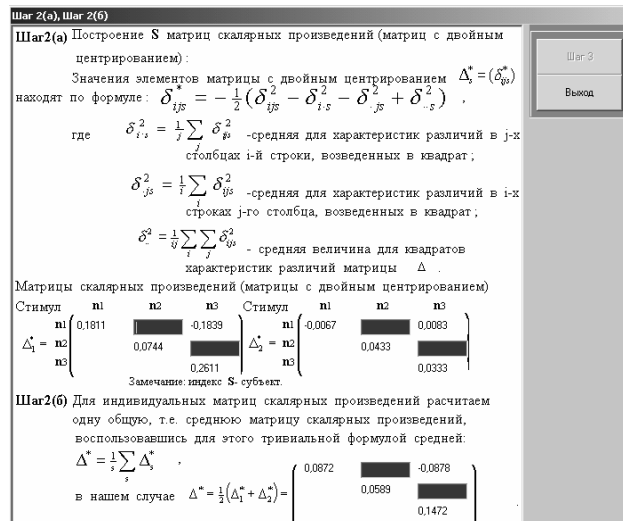 Шаг2(а), Шаг2(б)
Шаг2(а) Построение S матриц скалярных произведений (матриц с двойным
центрированием) :
Значения элементов матрицы с двойным центрированием Δ*ₛ = (δ*ᵢⱼₛ)
находят по формуле : δ*ᵢⱼₛ = − 1/2 (δ²ᵢⱼₛ − δ²ᵢ.ₛ − δ².ⱼₛ + δ²..ₛ) ,
где δ²ᵢ.ₛ = 1/j ∑ⱼ δ²ᵢⱼₛ -средняя для характеристик различий в j-х
столбцах i-й строки, возведенных в квадрат ;
δ².ⱼₛ = 1/i ∑ᵢ δ²ᵢⱼₛ -средняя для характеристик различий в i-х
строках j-го столбца, возведенных в квадрат ;
δ².. = 1/ij ∑ᵢ ∑ⱼ δ²ᵢⱼₛ - средняя величина для квадратов
характеристик различий матрицы Δ .
Матрицы скалярных произведений (матрицы с двойным центрированием)
Стимул n1 n2 n3 Стимул n1 n2 n3
n1 0,1811 -0,1839 n1 -0,0067 0,0083
Δ*₁ = n2 0,0744 Δ*₂ = n2 0,0433
n3 0,2611 n3 0,0333
Замечание: индекс S- субъект.
Шаг2(б) Для индивидуальных матриц скалярных произведений расчитаем
одну общую, т.е. среднюю матрицу скалярных произведений,
воспользовавшись для этого тривиальной формулой средней:
Δ* = 1/s ∑ₛ Δ*ₛ ,
в нашем случае Δ* = 1/2 (Δ*₁ + Δ*₂) =
0,0872 -0,0878
0,0589
0,1472 .
Шаг 3
Выход